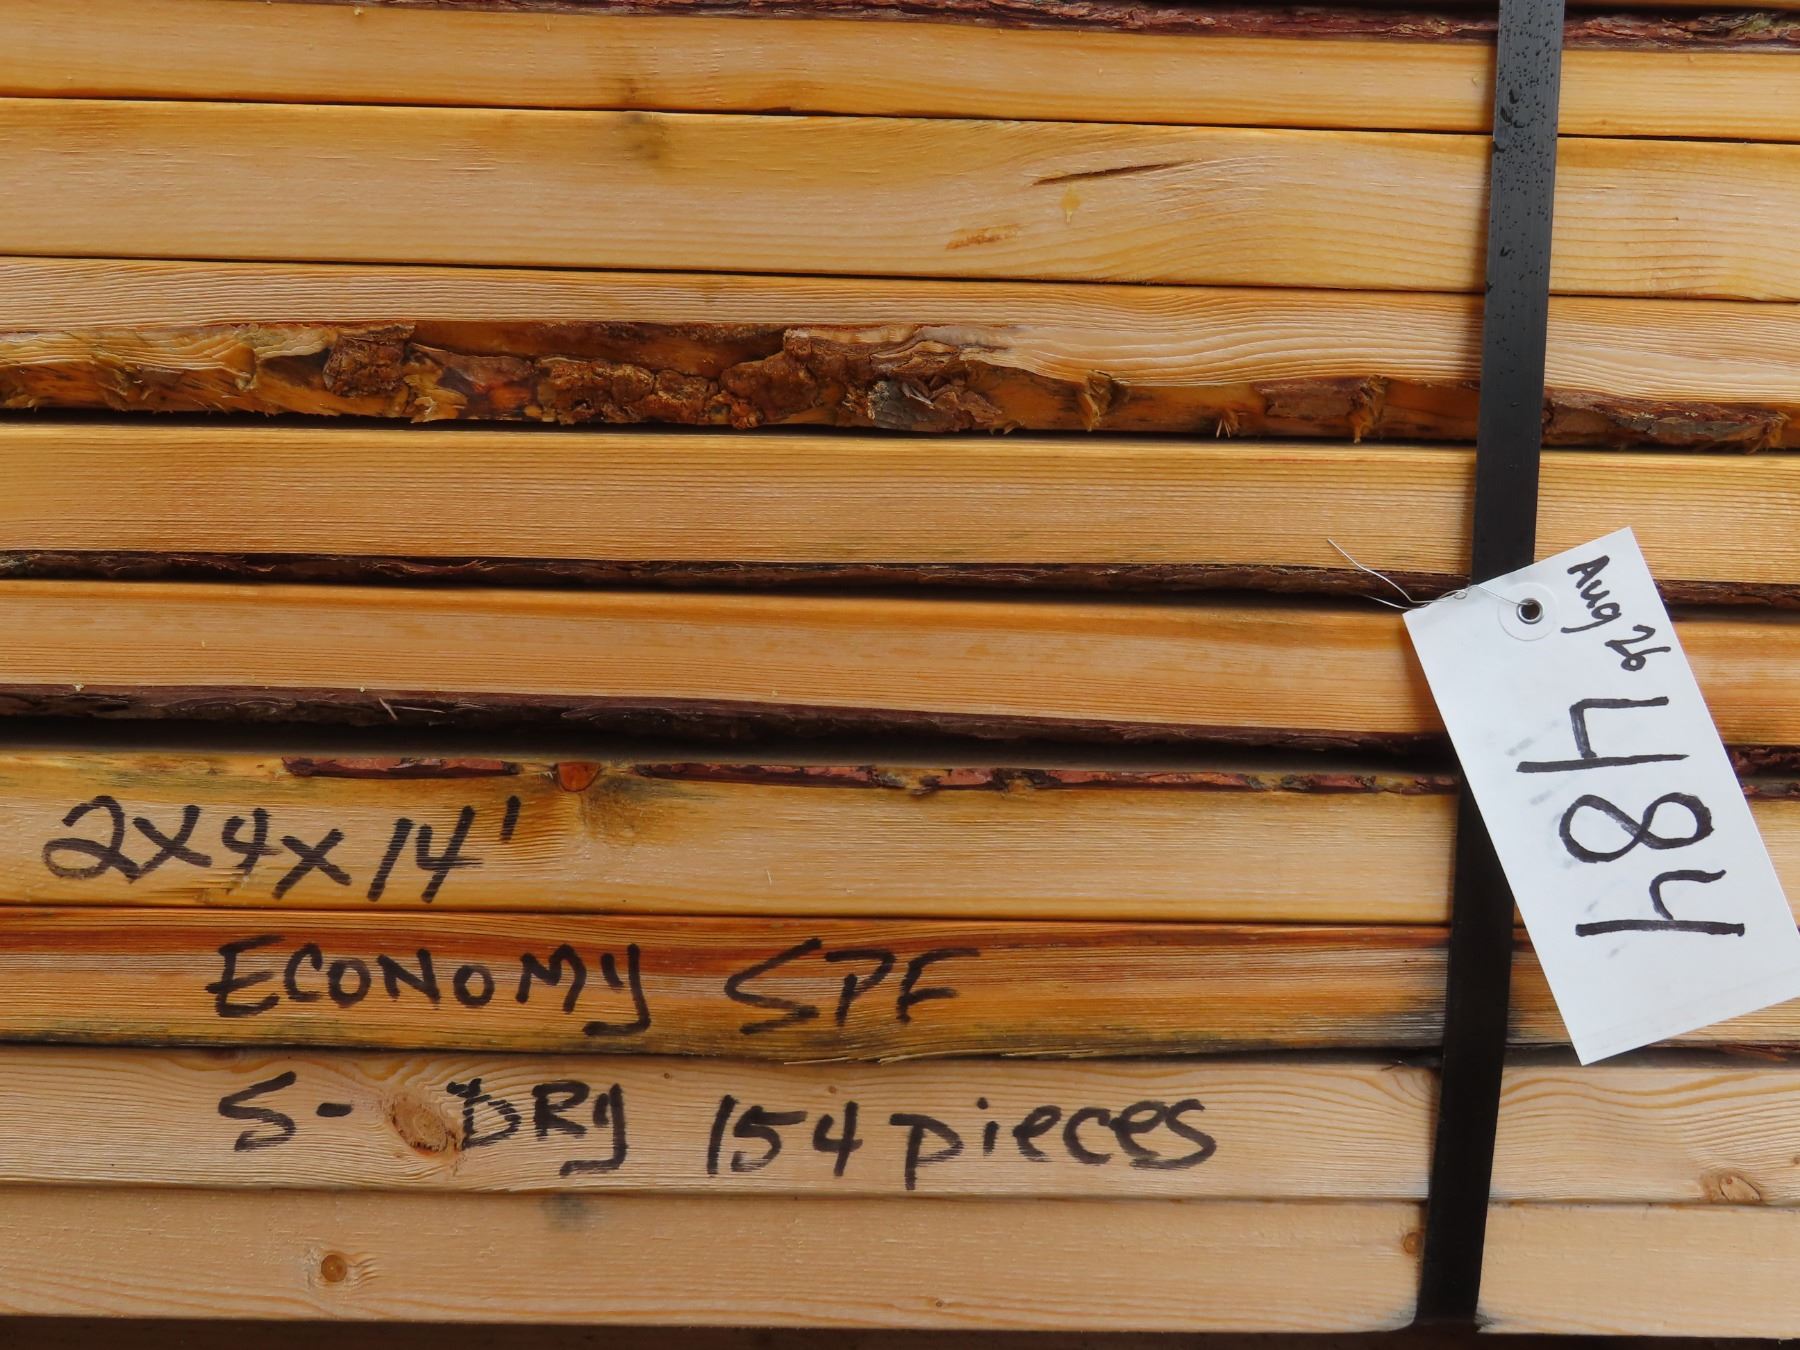 2x4x14'
ECONOMY SPF
S-DRY 154 pieces
Aug 26
484